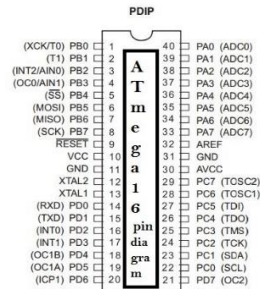 PDIP
(XCK/T0) PB0 1 40 PA0 (ADC0)
(T1) PB1 2 39 PA1 (ADC1)
(INT2/AIN0) PB2 3 38 PA2 (ADC2)
(OC0/AIN1) PB3 4 37 PA3 (ADC3)
(SS) PB4 5 36 PA4 (ADC4)
(MOSI) PB5 6 35 PA5 (ADC5)
(MISO) PB6 7 34 PA6 (ADC6)
(SCK) PB7 8 33 PA7 (ADC7)
RESET 9 32 AREF
VCC 10 31 GND
GND 11 30 AVCC
XTAL2 12 29 PC7 (TOSC2)
XTAL1 13 28 PC6 (TOSC1)
(RXD) PD0 14 27 PC5 (TDI)
(TXD) PD1 15 26 PC4 (TDO)
(INT0) PD2 16 25 PC3 (TMS)
(INT1) PD3 17 24 PC2 (TCK)
(OC1B) PD4 18 23 PC1 (SDA)
(OC1A) PD5 19 22 PC0 (SCL)
(ICP1) PD6 20 21 PD7 (OC2)
A
T
m
e
g
a
1
6
pin
dia
gra
m